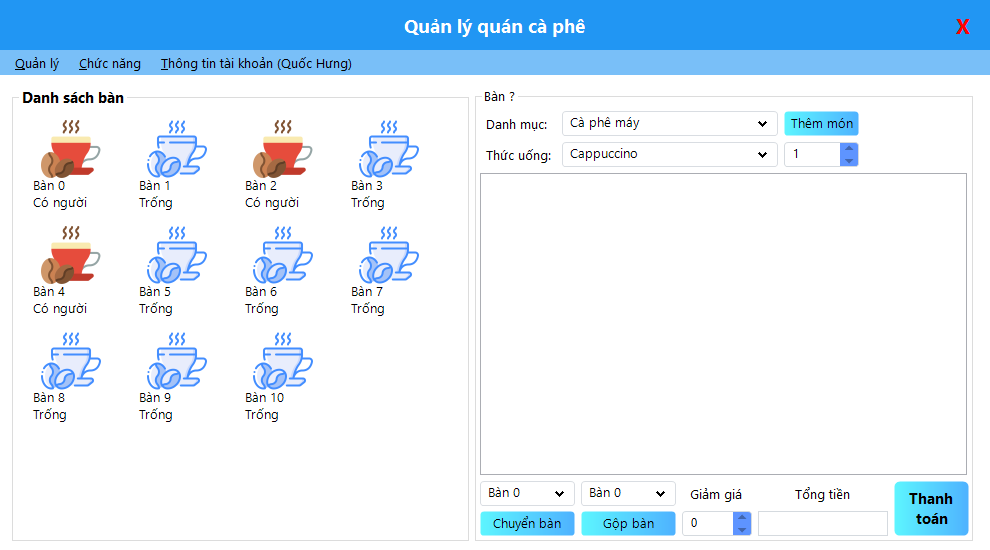 Quản lý quán cà phê
X
Quản lý Chức năng Thông tin tài khoản (Quốc Hưng)
Danh sách bàn
Bàn 0 Bàn 1 Bàn 2 Bàn 3
Có người Trống Có người Trống
Bàn 4 Bàn 5 Bàn 6 Bàn 7
Có người Trống Trống Trống
Bàn 8 Bàn 9 Bàn 10
Trống Trống Trống
Bàn ?
Danh mục: Cà phê máy Thêm món
Thức uống: Cappuccino 1
Bàn 0 Bàn 0 Giảm giá Tổng tiền
Chuyển bàn Gộp bàn 0
Thanh
toán